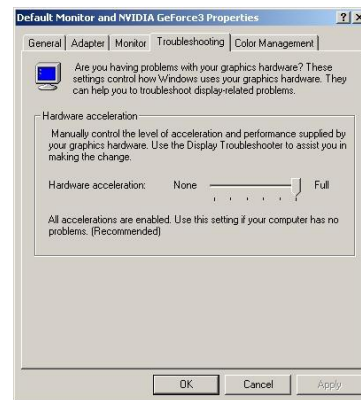 Default Monitor and NVIDIA GeForce3 Properties
General Adapter Monitor Troubleshooting Color Management
Are you having problems with your graphics hardware? These
settings control how Windows uses your graphics hardware. They
can help you to troubleshoot display-related problems.
Hardware acceleration
Manually control the level of acceleration and performance supplied by
your graphics hardware. Use the Display Troubleshooter to assist you in
making the change.
Hardware acceleration: None Full
All accelerations are enabled. Use this setting if your computer has no
problems. (Recommended)
OK Cancel Apply